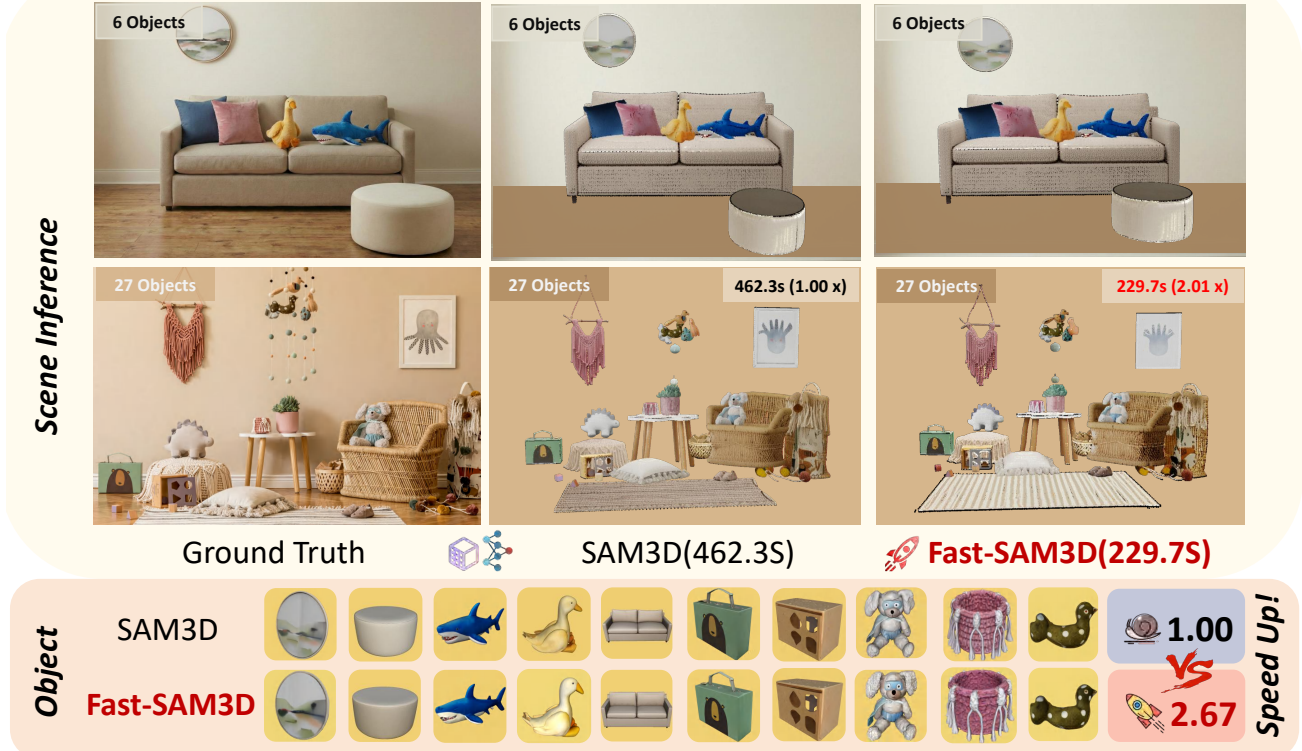 6 Objects
6 Objects
6 Objects
Scene Inference
27 Objects
27 Objects
462.3s (1.00 x)
27 Objects
229.7s (2.01 x)
Ground Truth
SAM3D(462.3S)
Fast-SAM3D(229.7S)
Object
SAM3D
1.00
VS
Fast-SAM3D
2.67
Speed Up!